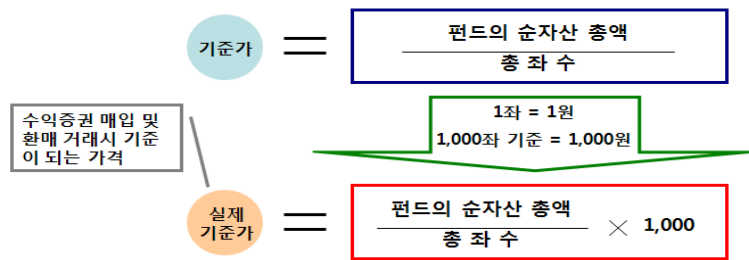 기준가
=
펀드의 순자산 총액
총 좌 수
1좌 = 1원
1,000좌 기준 = 1,000원
수익증권 매입 및
환매 거래시 기준
이 되는 가격
실제
기준가
=
펀드의 순자산 총액
총 좌 수
× 1,000